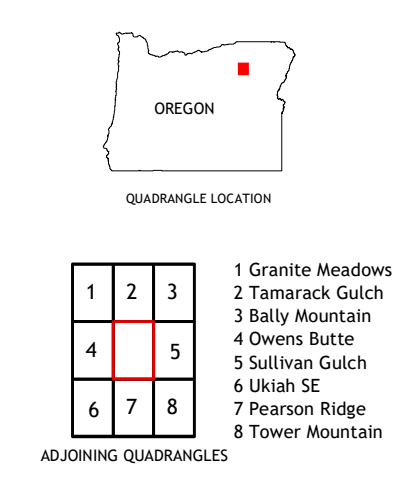 OREGON
QUADRANGLE LOCATION
1 2 3
4 5
6 7 8
ADJOINING QUADRANGLES
1 Granite Meadows
2 Tamarack Gulch
3 Bally Mountain
4 Owens Butte
5 Sullivan Gulch
6 Ukiah SE
7 Pearson Ridge
8 Tower Mountain